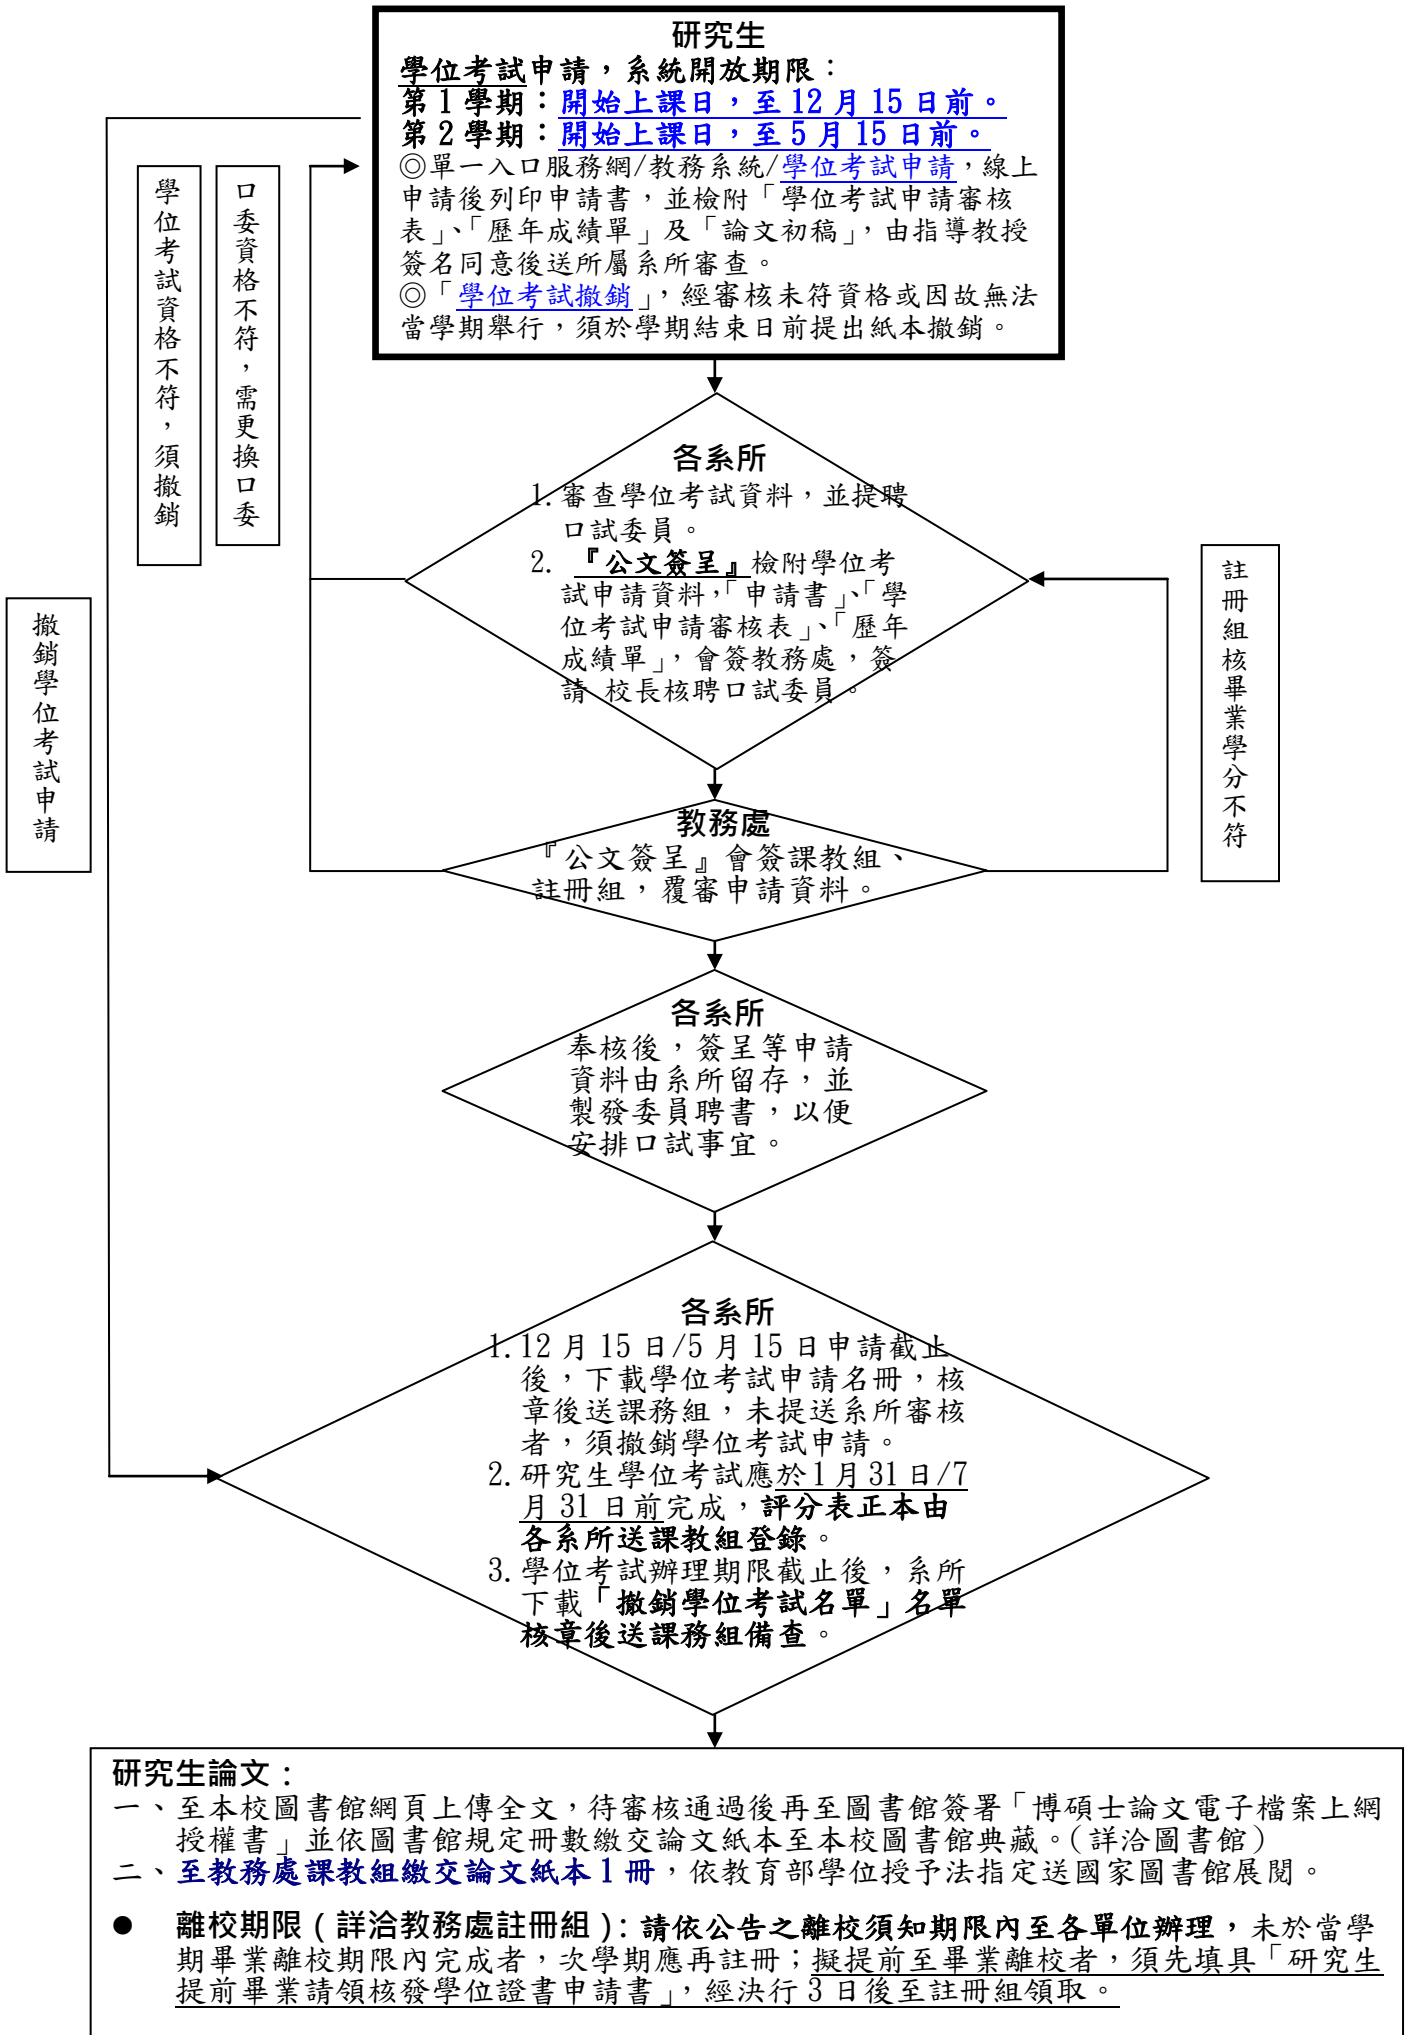 研究生
學位考試申請，系統開放期限：
第 1 學期：開始上課日，至 12 月 15 日前。
第 2 學期：開始上課日，至 5 月 15 日前。
◎單一入口服務網/教務系統/學位考試申請，線上
申請後列印申請書，並檢附「學位考試申請審核
表」、「歷年成績單」及「論文初稿」，由指導教授
簽名同意後送所屬系所審查。
◎「學位考試撤銷」，經審核未符資格或因故無法
當學期舉行，須於學期結束日前提出紙本撤銷。
學位考試資格不符，須撤銷
口委資格不符，需更換口委
各系所
1. 審查學位考試資料，並提聘
口試委員。
2. 『公文簽呈』檢附學位考
試申請資料，「申請書」、「學
位考試申請審核表」、「歷年
成績單」，會簽教務處，簽
請 校長核聘口試委員。
註冊組核畢業學分不符
撤銷學位考試申請
教務處
『公文簽呈』會簽課教組、
註冊組，覆審申請資料。
各系所
奉核後，簽呈等申請
資料由系所留存，並
製發委員聘書，以便
安排口試事宜。
各系所
1. 12 月 15 日/5 月 15 日申請截止
後，下載學位考試申請名冊，核
章後送課務組，未提送系所審核
者，須撤銷學位考試申請。
2. 研究生學位考試應於 1 月 31 日/7
月 31 日前完成，評分表正本由
各系所送課教組登錄。
3. 學位考試辦理期限截止後，系所
下載「撤銷學位考試名單」名單
核章後送課務組備查。
研究生論文：
一、至本校圖書館網頁上傳全文，待審核通過後再至圖書館簽署「博碩士論文電子檔案上網
授權書」並依圖書館規定冊數繳交論文紙本至本校圖書館典藏。(詳洽圖書館)
二、至教務處課教組繳交論文紙本 1 冊，依教育部學位授予法指定送國家圖書館展閱。
● 離校期限（詳洽教務處註冊組）：請依公告之離校須知期限內至各單位辦理，未於當學
期畢業離校期限內完成者，次學期應再註冊；擬提前至畢業離校者，須先填具「研究生
提前畢業請領核發學位證書申請書」，經決行 3 日後至註冊組領取。